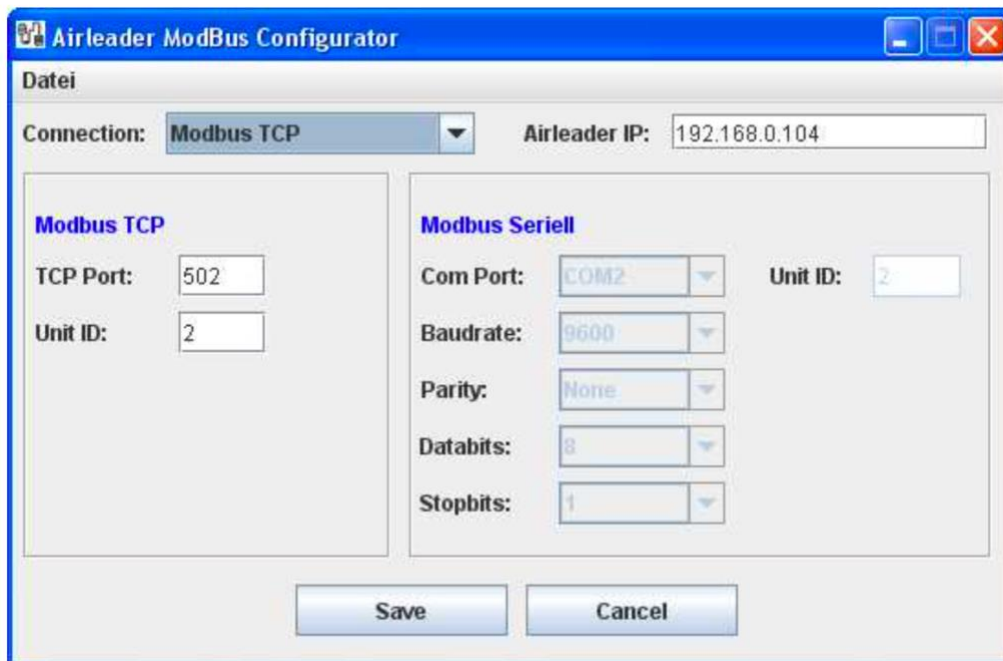 Airleader ModBus Configurator
Datei
Connection: Modbus TCP Airleader IP: 192.168.0.104
Modbus TCP
TCP Port: 502
Unit ID: 2
Modbus Seriell
Com Port: COM2 Unit ID: 2
Baudrate: 9600
Parity: None
Databits: 8
Stopbits: 1
Save Cancel